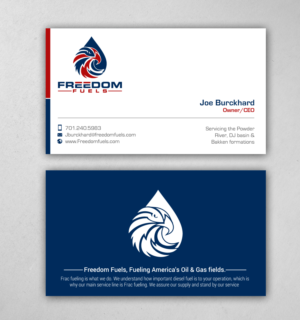 FREEDOM
FUELS
Joe Burckhard
Owner/CEO
701.240.5983
Jburckhard@freedomfuels.com
www.Freedomfuels.com
Servicing the Powder
River, DJ basin &
Bakken formations
Freedom Fuels, Fueling America's Oil & Gas fields.
Frac fueling is what we do. We understand how important diesel fuel is to your operation, which is
why our main service line is Frac fueling. We assure our supply and stand by our service